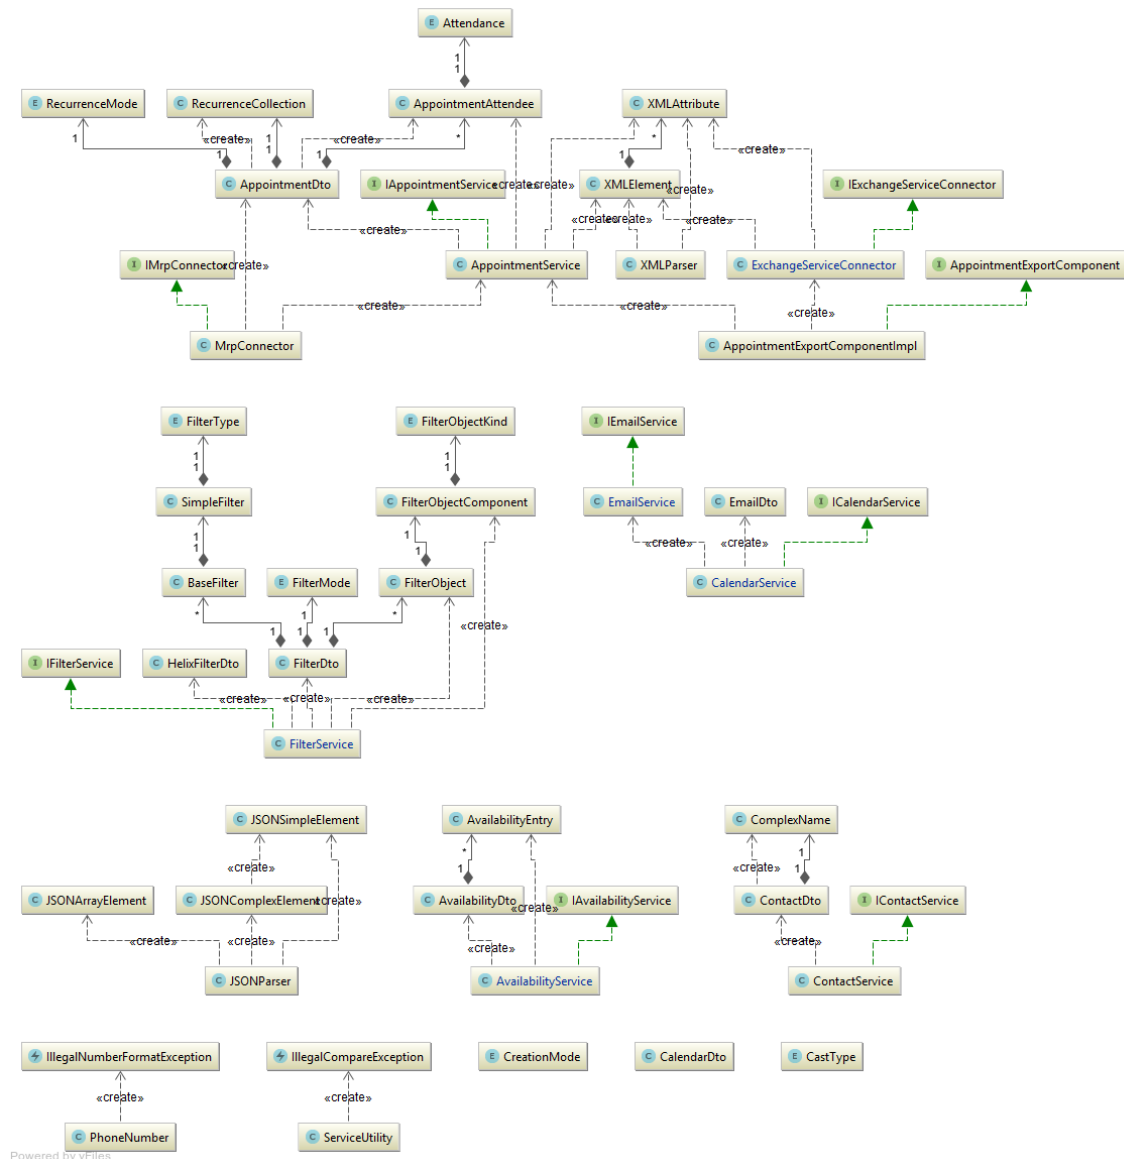 E Attendance
1
1
E RecurrenceMode
C RecurrenceCollection
C AppointmentAttendee
C XMLAttribute
1
«create»
1
1
1
«create»
1
*
*
1
«create»
C AppointmentDto
I IAppointmentService
«create»
«create»
C XMLElement
«create»
I IExchangeServiceConnector
«create»
«create»
«create»
I IMrpConnector
«create»
C AppointmentService
C XMLParser
C ExchangeServiceConnector
I AppointmentExportComponent
«create»
«create»
C MrpConnector
C AppointmentExportComponentImpl
E FilterType
E FilterObjectKind
I IEmailService
1
1
1
1
C SimpleFilter
C FilterObjectComponent
C EmailService
C EmailDto
I ICalendarService
1
1
1
1
«create»
«create»
C BaseFilter
E FilterMode
C FilterObject
C CalendarService
*
1
1
1
*
1
«create»
I IFilterService
C HelixFilterDto
C FilterDto
«create»
«create»
«create»
C FilterService
C JSONSimpleElement
C AvailabilityEntry
C ComplexName
«create»
*
1
«create»
1
1
C JSONArrayElement
C JSONComplexElement
«create»
C AvailabilityDto
«create»
I IAvailabilityService
C ContactDto
I IContactService
«create»
«create»
«create»
«create»
C JSONParser
C AvailabilityService
C ContactService
IllegalNumberFormatException
IllegalCompareException
E CreationMode
C CalendarDto
E CastType
«create»
«create»
C PhoneNumber
C ServiceUtility
Powered by yFiles